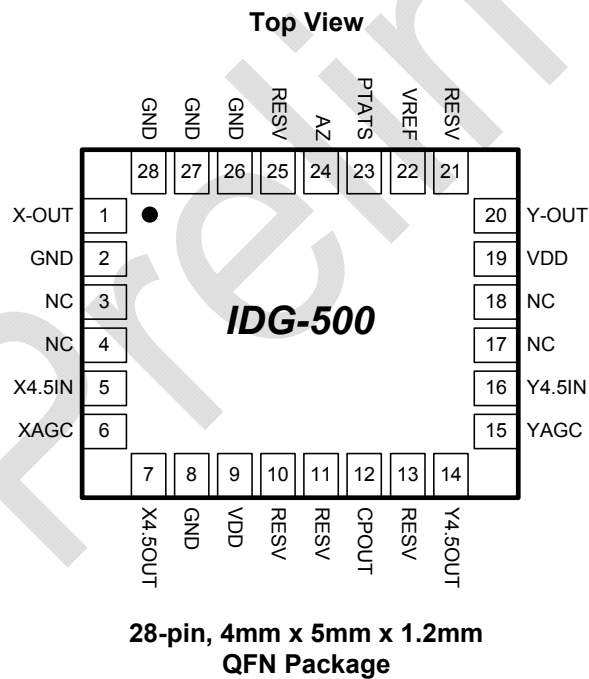 Top View
GND GND GND RESV AZ PTATS VREF RESV
28 27 26 25 24 23 22 21
X-OUT 1 20 Y-OUT
GND 2 19 VDD
NC 3 18 NC
IDG-500
NC 4 17 NC
X4.5IN 5 16 Y4.5IN
XAGC 6 15 YAGC
7 8 9 10 11 12 13 14
X4.5OUT GND VDD RESV RESV CPOUT RESV Y4.5OUT
28-pin, 4mm x 5mm x 1.2mm
QFN Package
Prelim